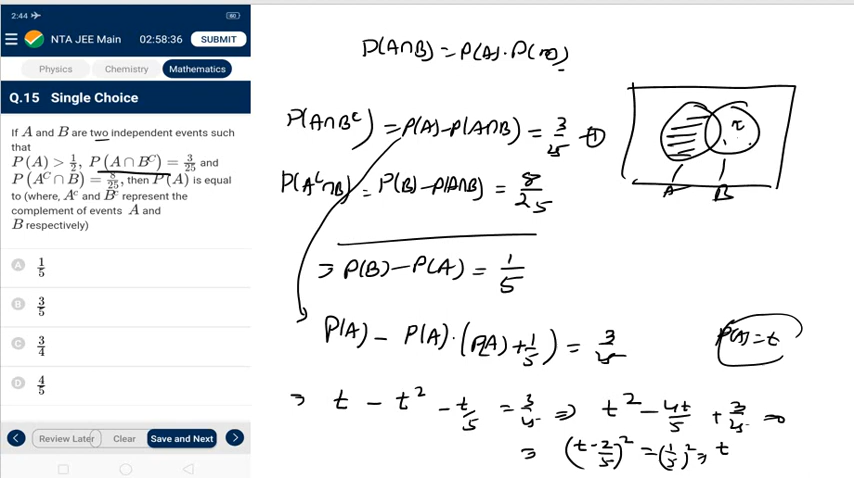 2:44
60
NTA JEE Main 02:58:36 SUBMIT
Physics Chemistry Mathematics
Q.15 Single Choice
If A and B are two independent events such
that
P(A) > 1/2, P(A ∩ B^C) = 3/25 and
P(A^C ∩ B) = 8/25, then P(A) is equal
to (where, A^c and B^c represent the
complement of events A and
B respectively)
A 1/5
B 3/5
C 3/4
D 4/5
Review Later Clear Save and Next
P(A∩B) = P(A)·P(B)
P(A∩B^c) = P(A) - P(A∩B) = 3/25 ①
P(A^c∩B) = P(B) - P(A∩B) = 8/25
A B
⇒ P(B) - P(A) = 1/5
P(A) - P(A)·(P(A) + 1/5) = 3/25
P(A) = t
⇒ t - t² - t/5 = 3/25 ⇒ t² - 4t/5 + 3/25 ⇒
⇒ (t - 2/5)² = (1/5)² ⇒ t